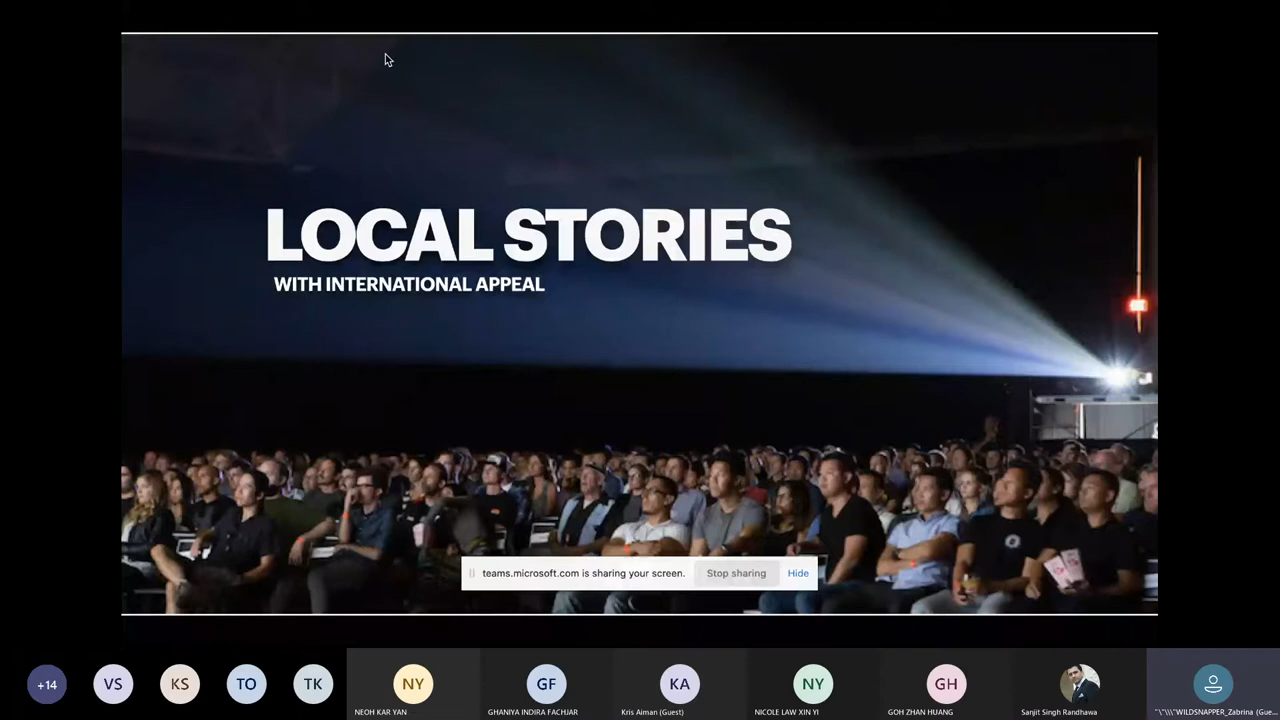 LOCAL STORIES
WITH INTERNATIONAL APPEAL
teams.microsoft.com is sharing your screen.
Stop sharing
Hide
+14
VS
KS
TO
TK
NY
GF
KA
NY
GH
NEOH KAR YAN
GHANIYA INDIRA FACHJAR
Kris Aiman (Guest)
NICOLE LAW XIN YI
GOH ZHAN HUANG
Sanjit Singh Randhawa
"\"\\\"WILDSNAPPER_Zabrina (Gue...